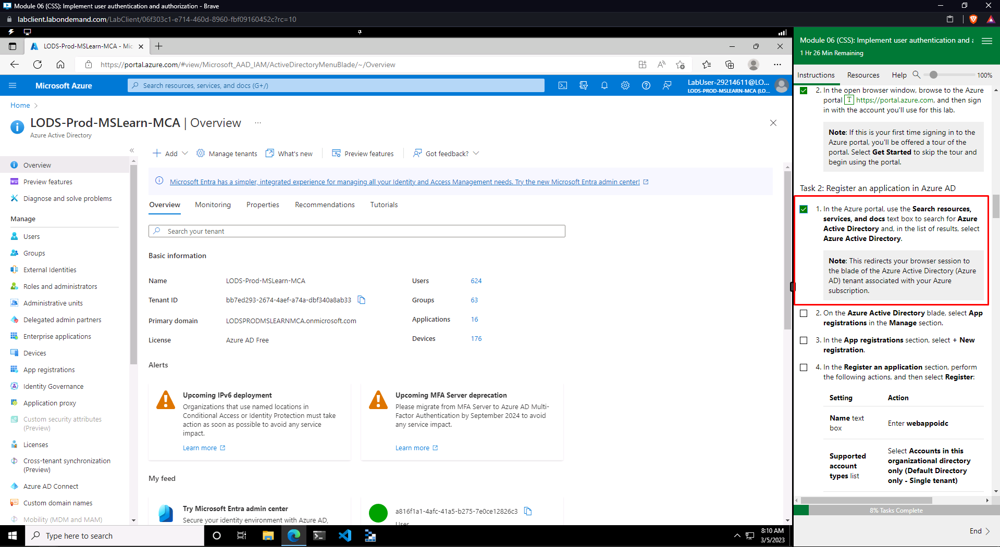 Module 06 (CSS): Implement user authentication and authorization - Brave
labclient.labondemand.com/LabClient/06f303c1-e714-460d-8960-fbf09160452c?rc=10
LODS-Prod-MSLearn-MCA - Mic
https://portal.azure.com/#view/Microsoft_AAD_IAM/ActiveDirectoryMenuBlade/~/Overview
Microsoft Azure
Search resources, services, and docs (G+/)
LabUser-29214611@LO...
LODS-PROD-MSLEARN-MCA (LO...
Home
LODS-Prod-MSLearn-MCA | Overview ...
Azure Active Directory
Overview
Preview features
Diagnose and solve problems
Manage
Users
Groups
External Identities
Roles and administrators
Administrative units
Delegated admin partners
Enterprise applications
Devices
App registrations
Identity Governance
Application proxy
Custom security attributes
(Preview)
Licenses
Cross-tenant synchronization
(Preview)
Azure AD Connect
Custom domain names
Mobility (MDM and MAM)
Add Manage tenants What's new Preview features Got feedback?
Microsoft Entra has a simpler, integrated experience for managing all your Identity and Access Management needs. Try the new Microsoft Entra admin center!
Overview Monitoring Properties Recommendations Tutorials
Search your tenant
Basic information
Name LODS-Prod-MSLearn-MCA Users 624
Tenant ID bb7ed293-2674-4aef-a74a-dbf340a8ab33 Groups 63
Primary domain LODSPRODMSLEARNMCA.onmicrosoft.com Applications 16
License Azure AD Free Devices 176
Alerts
Upcoming IPv6 deployment
Organizations that use named locations in
Conditional Access or Identity Protection must take
action as soon as possible to avoid any service
impact.
Learn more
Upcoming MFA Server deprecation
Please migrate from MFA Server to Azure AD Multi-
Factor Authentication by September 2024 to avoid
any service impact.
Learn more
My feed
Try Microsoft Entra admin center
Secure your identity environment with Azure AD,
a816f1a1-4afc-41a5-b275-7e0ce12826c3
User
Type here to search
8:10 AM
3/5/2023
Module 06 (CSS): Implement user authentication and a
1 Hr 26 Min Remaining
Instructions Resources Help 100%
2. In the open browser window, browse to the Azure
portal T https://portal.azure.com, and then sign
in with the account you'll use for this lab.
Note: If this is your first time signing in to the
Azure portal, you'll be offered a tour of the
portal. Select Get Started to skip the tour and
begin using the portal.
Task 2: Register an application in Azure AD
1. In the Azure portal, use the Search resources,
services, and docs text box to search for Azure
Active Directory and, in the list of results, select
Azure Active Directory.
Note: This redirects your browser session to
the blade of the Azure Active Directory (Azure
AD) tenant associated with your Azure
subscription.
2. On the Azure Active Directory blade, select App
registrations in the Manage section.
3. In the App registrations section, select + New
registration.
4. In the Register an application section, perform
the following actions, and then select Register:
Setting Action
Name text
box
Enter webappoidc
Supported
account
types list
Select Accounts in this
organizational directory
only (Default Directory
only - Single tenant)
8% Tasks Complete
End